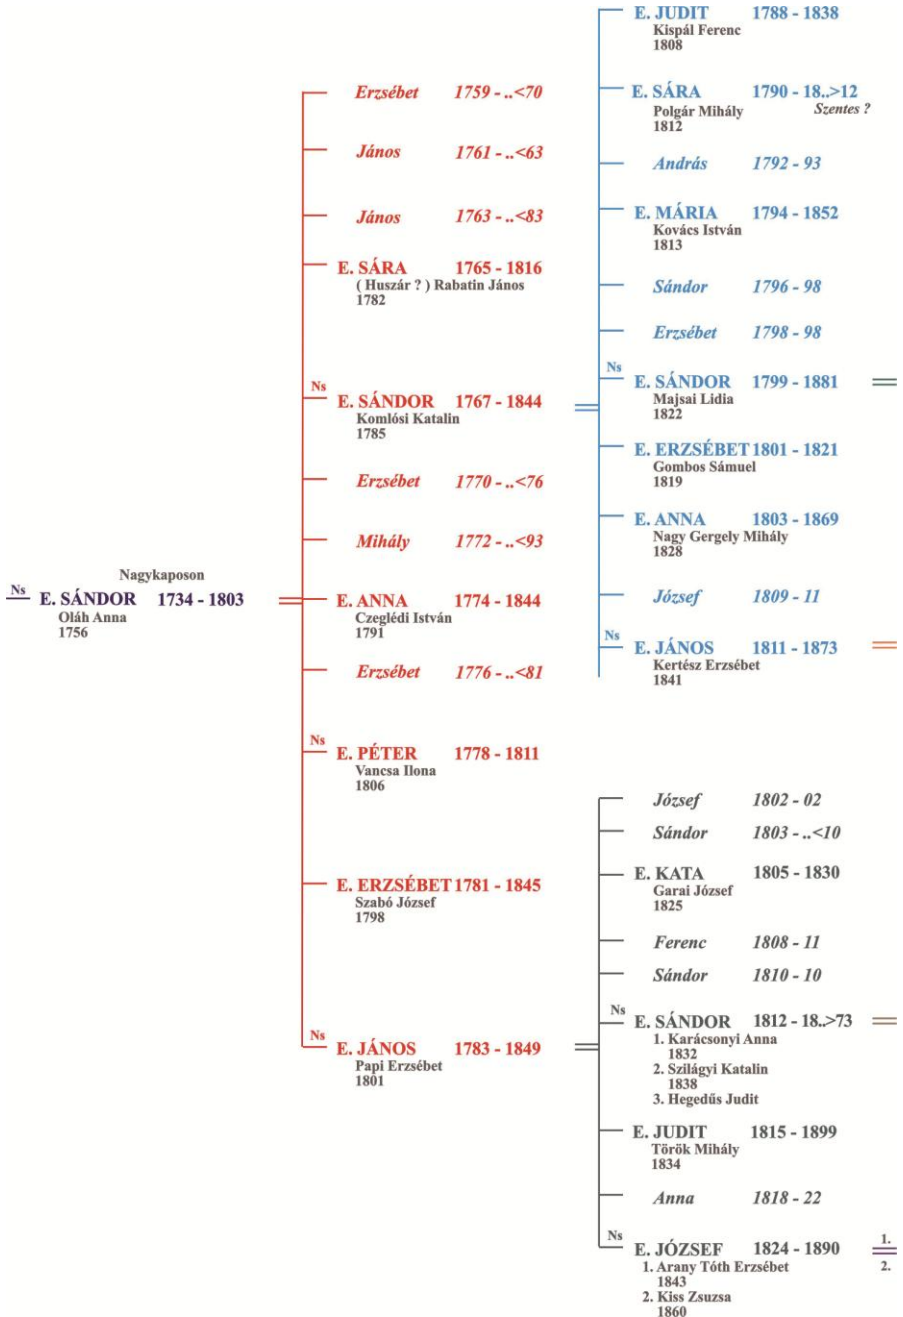 Nagykaposon
Ns
E. SÁNDOR 1734 - 1803
Oláh Anna
1756
Erzsébet 1759 - ..<70
János 1761 - ..<63
János 1763 - ..<83
E. SÁRA 1765 - 1816
( Huszár ? ) Rabatin János
1782
Ns
E. SÁNDOR 1767 - 1844
Komlósi Katalin
1785
Erzsébet 1770 - ..<76
Mihály 1772 - ..<93
E. ANNA 1774 - 1844
Czeglédi István
1791
Erzsébet 1776 - ..<81
Ns
E. PÉTER 1778 - 1811
Vancsa Ilona
1806
E. ERZSÉBET 1781 - 1845
Szabó József
1798
Ns
E. JÁNOS 1783 - 1849
Papi Erzsébet
1801
E. JUDIT 1788 - 1838
Kispál Ferenc
1808
E. SÁRA 1790 - 18..>12
Polgár Mihály Szentes ?
1812
András 1792 - 93
E. MÁRIA 1794 - 1852
Kovács István
1813
Sándor 1796 - 98
Erzsébet 1798 - 98
Ns
E. SÁNDOR 1799 - 1881
Majsai Lidia
1822
E. ERZSÉBET 1801 - 1821
Gombos Sámuel
1819
E. ANNA 1803 - 1869
Nagy Gergely Mihály
1828
József 1809 - 11
Ns
E. JÁNOS 1811 - 1873
Kertész Erzsébet
1841
József 1802 - 02
Sándor 1803 - ..<10
E. KATA 1805 - 1830
Garai József
1825
Ferenc 1808 - 11
Sándor 1810 - 10
Ns
E. SÁNDOR 1812 - 18..>73
1. Karácsonyi Anna
1832
2. Szilágyi Katalin
1838
3. Hegedűs Judit
E. JUDIT 1815 - 1899
Török Mihály
1834
Anna 1818 - 22
Ns
E. JÓZSEF 1824 - 1890
1. Arany Tóth Erzsébet
1843
2. Kiss Zsuzsa
1860
1.
2.